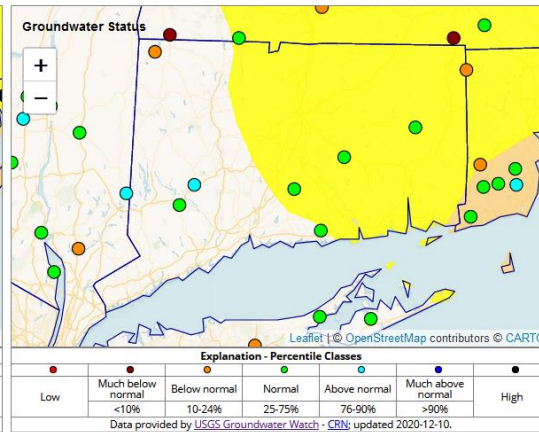 Groundwater Status
+
−
Leaflet | © OpenStreetMap contributors © CARTO
Explanation - Percentile Classes
Low
Much below normal
Below normal
Normal
Above normal
Much above normal
High
<10%
10-24%
25-75%
76-90%
>90%
Data provided by USGS Groundwater Watch - CRN; updated 2020-12-10.